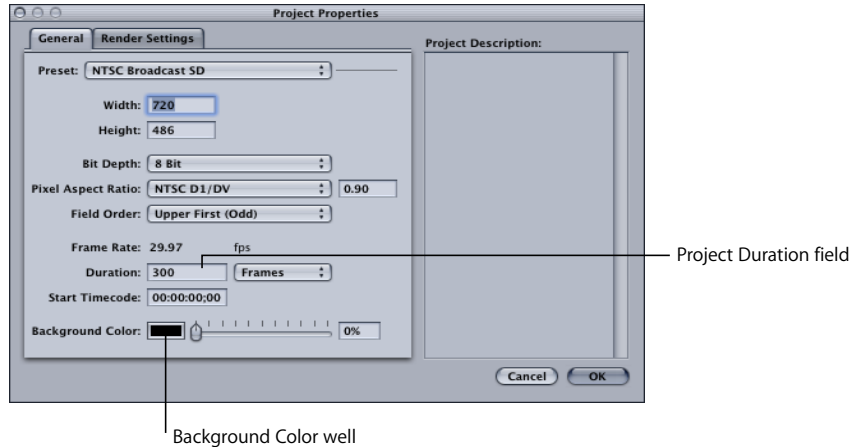 Project Properties
General Render Settings
Project Description:
Preset: NTSC Broadcast SD
Width: 720
Height: 486
Bit Depth: 8 Bit
Pixel Aspect Ratio: NTSC D1/DV 0.90
Field Order: Upper First (Odd)
Frame Rate: 29.97 fps
Duration: 300 Frames
Project Duration field
Start Timecode: 00:00:00;00
Background Color: 0%
Cancel OK
Background Color well